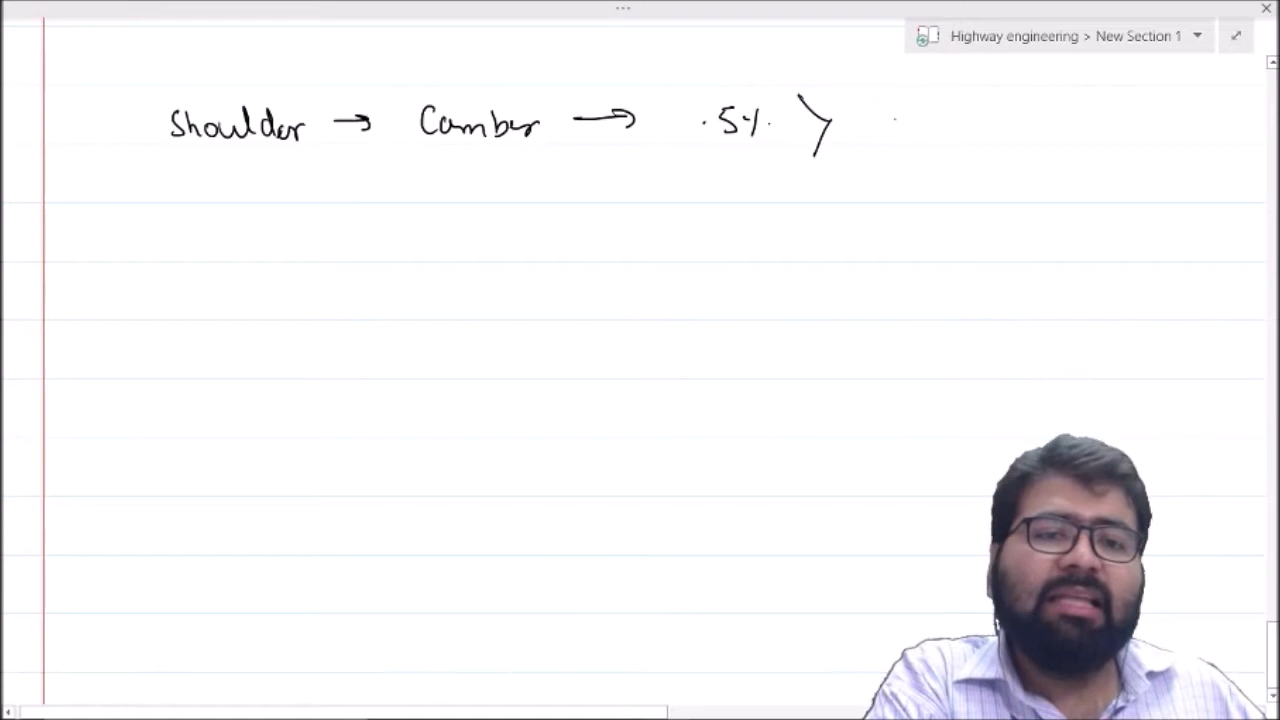 Highway engineering > New Section 1
Shoulder → Camber → .5% >